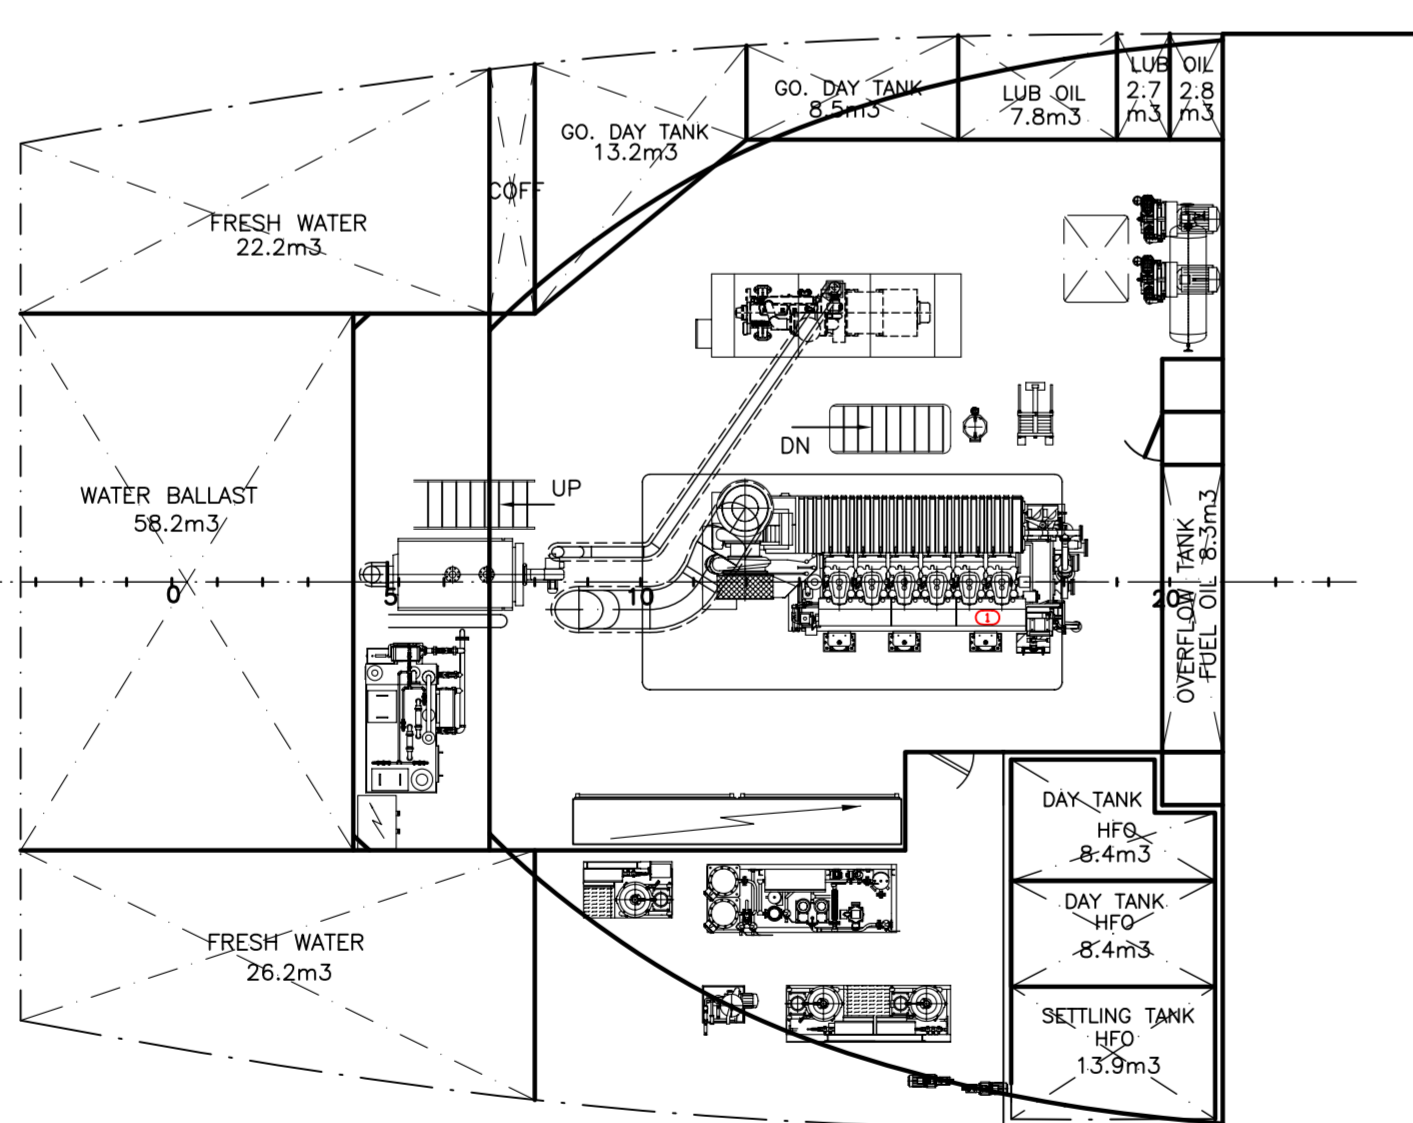 LUB OIL
2.7 2.8
m3 m3
GO. DAY TANK
8.5m3
LUB OIL
7.8m3
GO. DAY TANK
13.2m3
COFF
FRESH WATER
22.2m3
DN
UP
WATER BALLAST
58.2m3
0
5
10
20
1
OVERFLOW TANK
FUEL OIL 8.3m3
DAY TANK
HFO
8.4m3
DAY TANK
HFO
8.4m3
FRESH WATER
26.2m3
SETTLING TANK
HFO
13.9m3